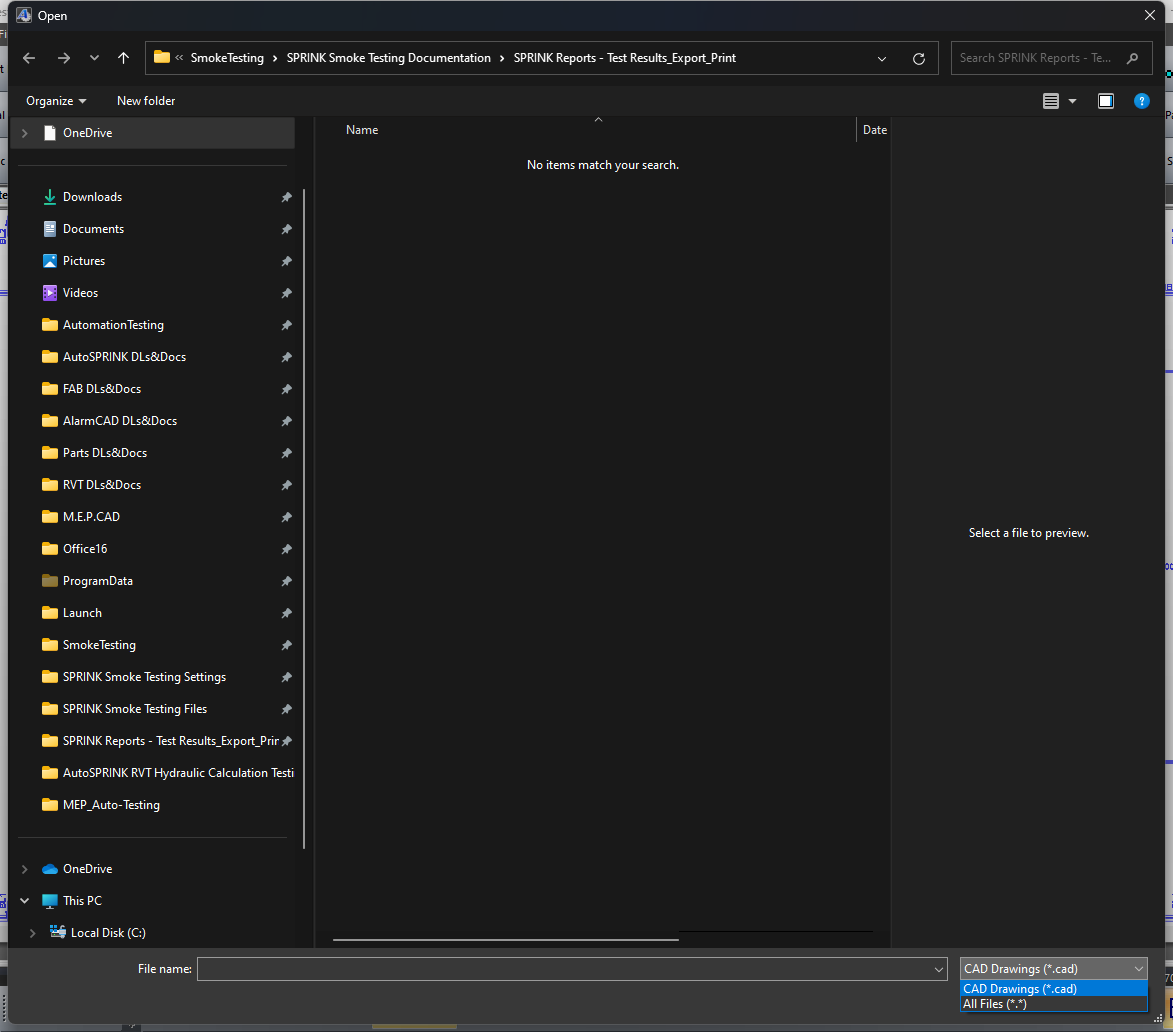 Open
SmokeTesting > SPRINK Smoke Testing Documentation > SPRINK Reports - Test Results_Export_Print
Search SPRINK Reports - Te...
Organize
New folder
OneDrive
Name
Date
No items match your search.
Downloads
Documents
Pictures
Videos
AutomationTesting
AutoSPRINK DLs&Docs
FAB DLs&Docs
AlarmCAD DLs&Docs
Parts DLs&Docs
RVT DLs&Docs
M.E.P.CAD
Office16
ProgramData
Launch
SmokeTesting
SPRINK Smoke Testing Settings
SPRINK Smoke Testing Files
SPRINK Reports - Test Results_Export_Prin
AutoSPRINK RVT Hydraulic Calculation Testi
MEP_Auto-Testing
Select a file to preview.
OneDrive
This PC
Local Disk (C:)
File name:
CAD Drawings (*.cad)
CAD Drawings (*.cad)
All Files (*.*)